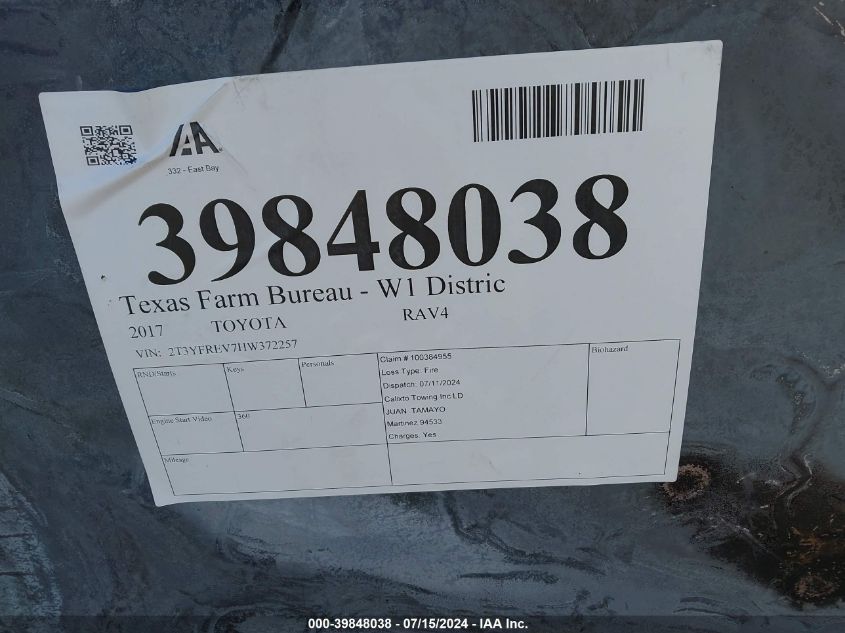 IAA
332 - East Bay
39848038
Texas Farm Bureau - W1 Distric
2017 TOYOTA RAV4
VIN: 2T3YFREV7HW372257
RND/Starts
Keys
Personals
Engine Start Video
360
Mileage
Claim # 100384955
Loss Type: Fire
Dispatch: 07/11/2024
Calixto Towing Inc LD
JUAN TAMAYO
Martinez 94533
Charges: Yes
Biohazard
000-39848038 - 07/15/2024 - IAA Inc.